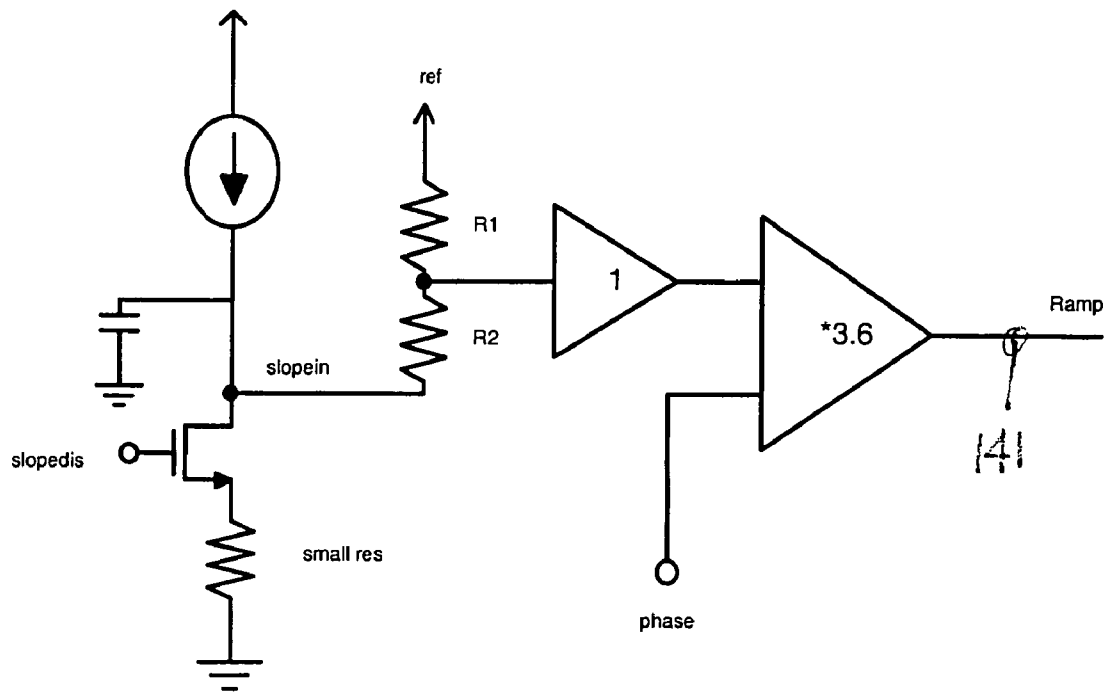 ref
R1
1
Ramp
*3.6
R2
slopein
slopedis
141
small res
phase